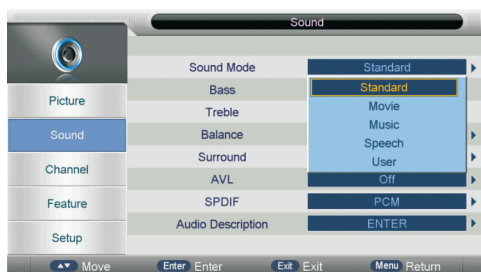 Sound
Sound Mode Standard
Bass Standard
Treble Movie
Music
Balance Speech
Surround User
AVL Off
SPDIF PCM
Audio Description ENTER
Picture
Sound
Channel
Feature
Setup
Move Enter Enter Exit Exit Menu Return